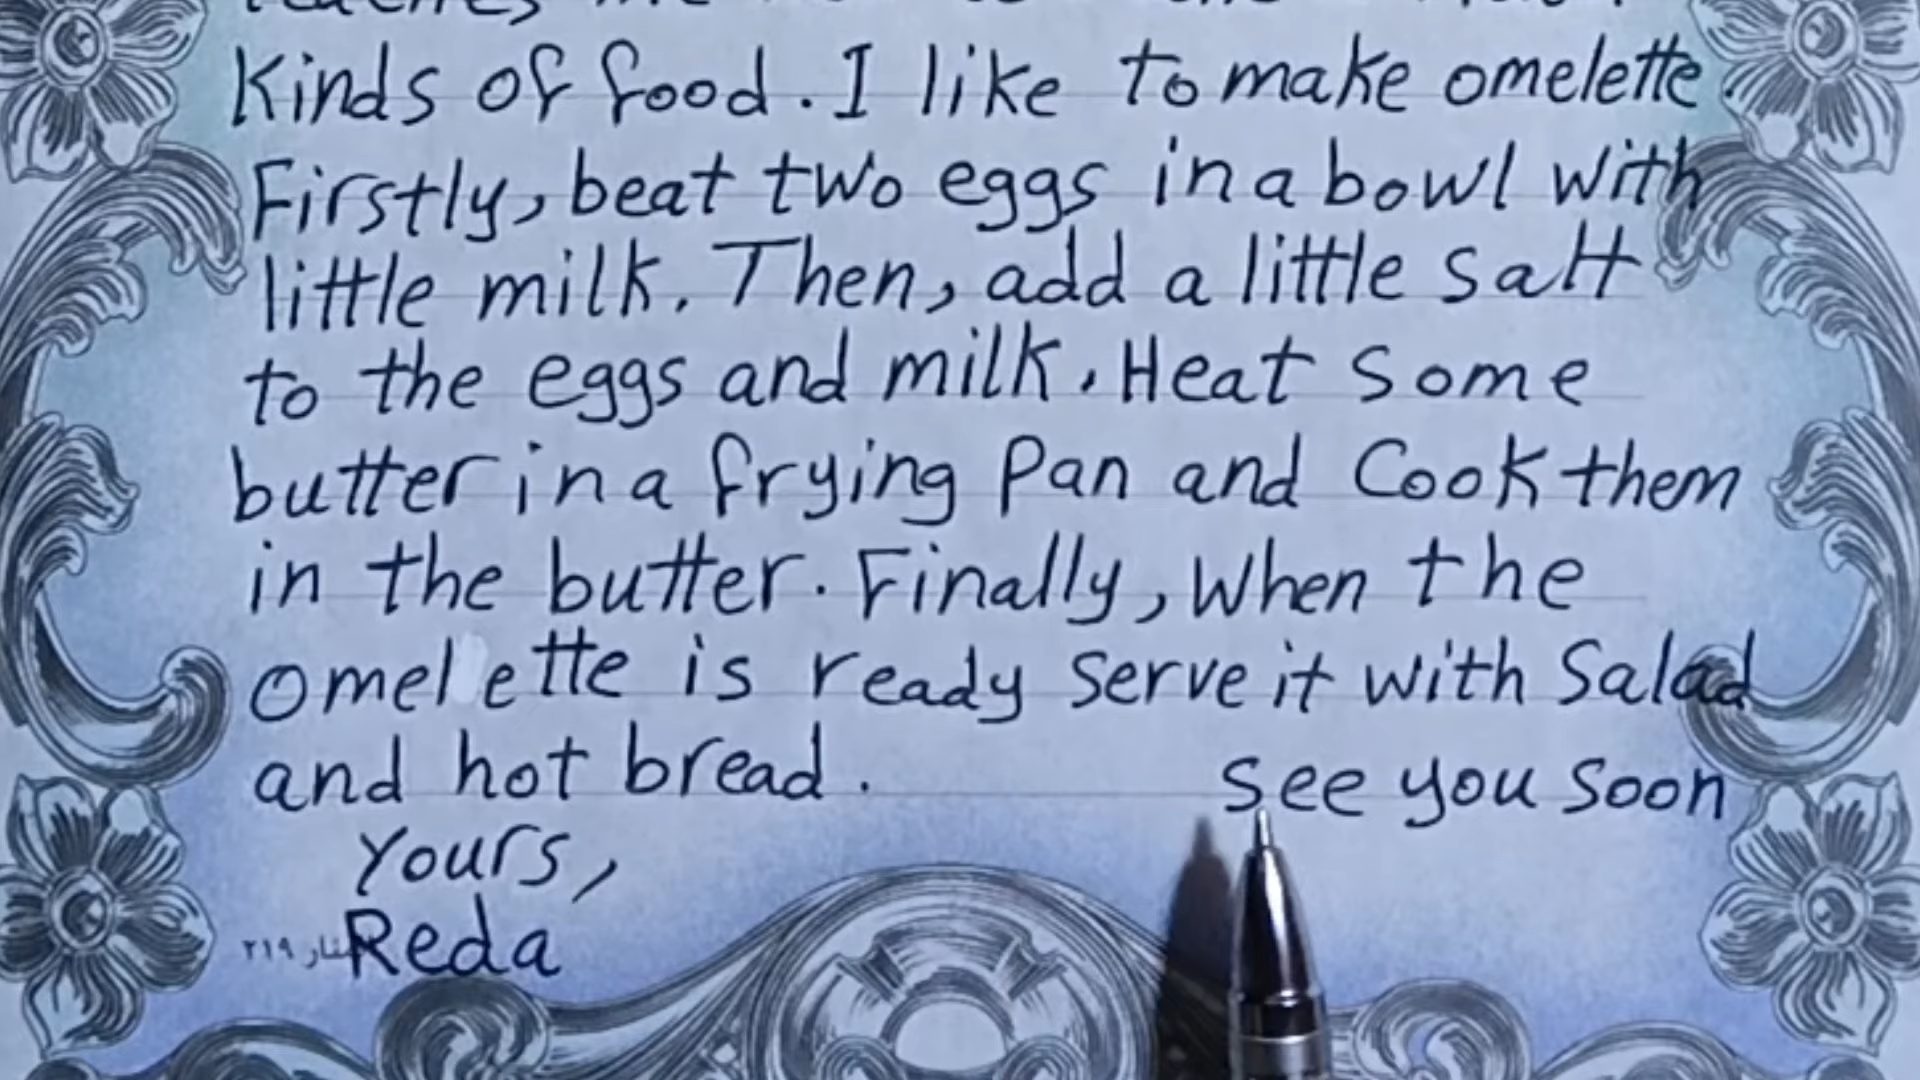 Kinds of food. I like to make omelette.
Firstly, beat two eggs in a bowl with
little milk. Then, add a little salt
to the eggs and milk. Heat some
butter in a frying Pan and Cook them
in the butter. Finally, when the
omelette is ready serve it with Salad
and hot bread.
See you soon
Yours,
Reda
٢١٩